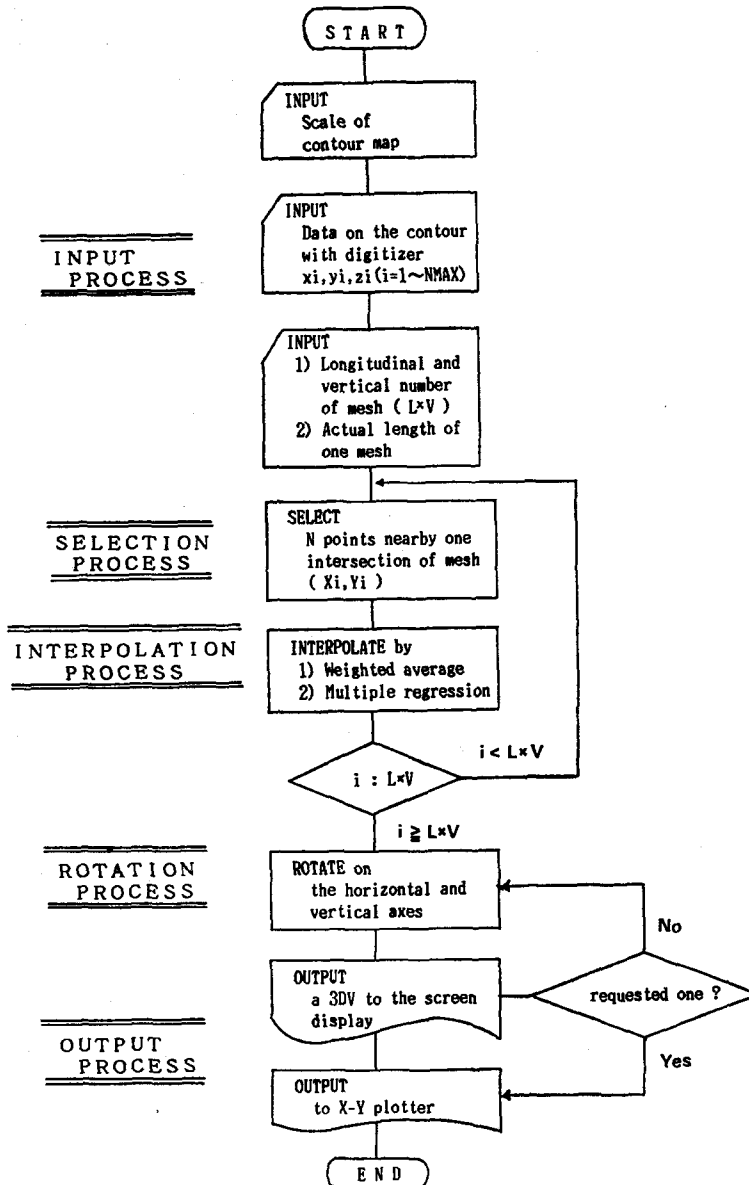 START
INPUT
Scale of
contour map
INPUT
Data on the contour
with digitizer
xi,yi,zi(i=1~NMAX)
INPUT
PROCESS
INPUT
1) Longitudinal and
vertical number
of mesh ( L×V )
2) Actual length of
one mesh
SELECT
N points nearby one
intersection of mesh
( Xi,Yi )
SELECTION
PROCESS
INTERPOLATE by
1) Weighted average
2) Multiple regression
INTERPOLATION
PROCESS
i < L×V
i : L×V
i ≧ L×V
ROTATE on
the horizontal and
vertical axes
ROTATION
PROCESS
No
OUTPUT
a 3DV to the screen
display
requested one ?
Yes
OUTPUT
PROCESS
OUTPUT
to X-Y plotter
END